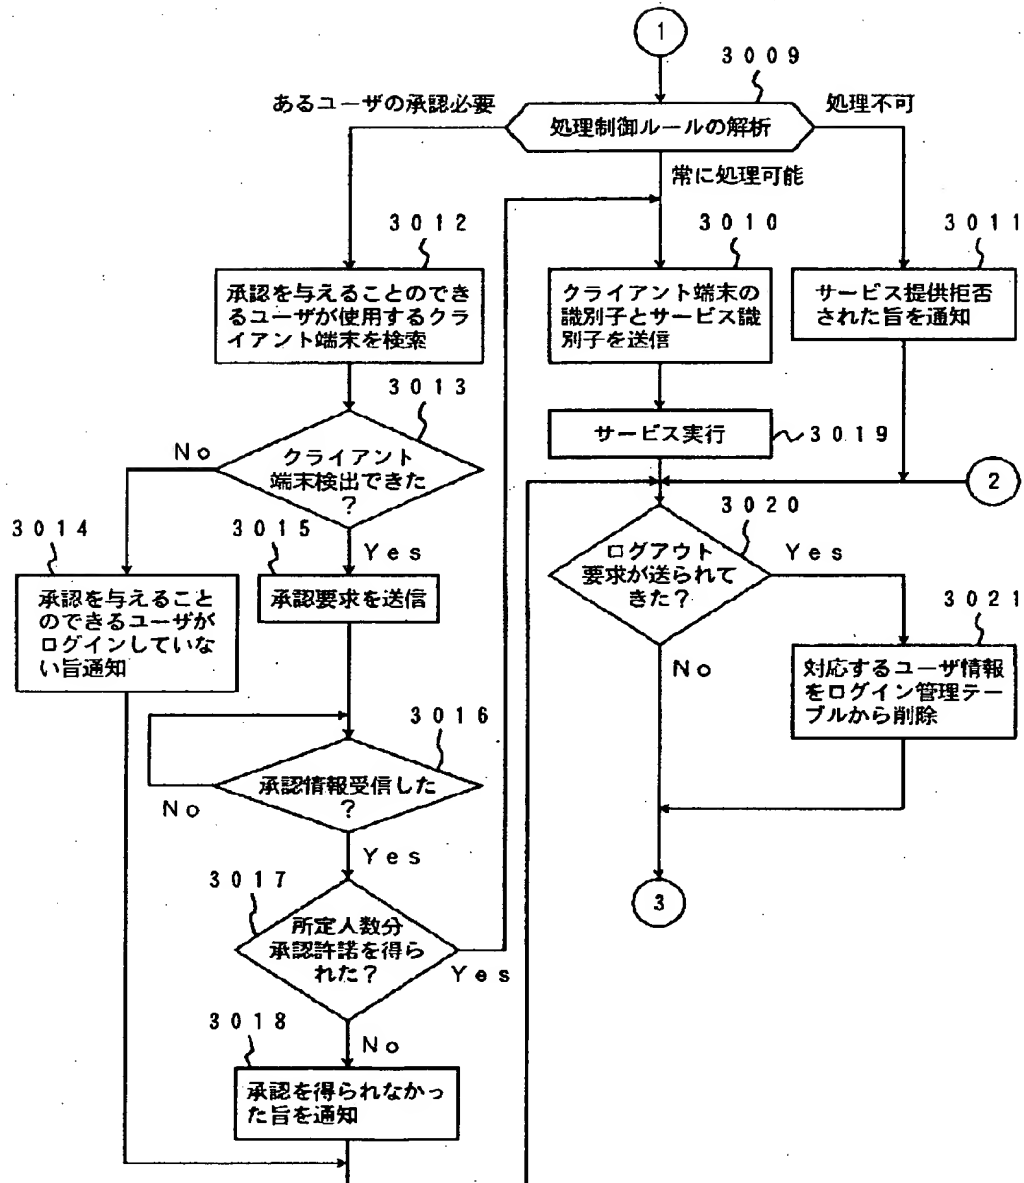 1
3009
あるユーザの承認必要
処理不可
処理制御ルールの解析
常に処理可能
3012
3010
3011
承認を与えることのでき
るユーザが使用するクラ
イアント端末を検索
クライアント端末の
識別子とサービス識
別子を送信
サービス提供拒否
された旨を通知
3013
No
クライアント
端末検出できた
?
サービス実行
3019
2
3014
3015
Yes
3020
ログアウト
要求が送られて
きた?
Yes
承認を与えること
のできるユーザが
ログインしていな
い旨通知
承認要求を送信
3021
No
対応するユーザ情報
をログイン管理テー
ブルから削除
3016
承認情報受信した
?
No
Yes
3017
3
所定人数分
承認許諾を得ら
れた?
Yes
3018
No
承認を得られなかっ
た旨を通知